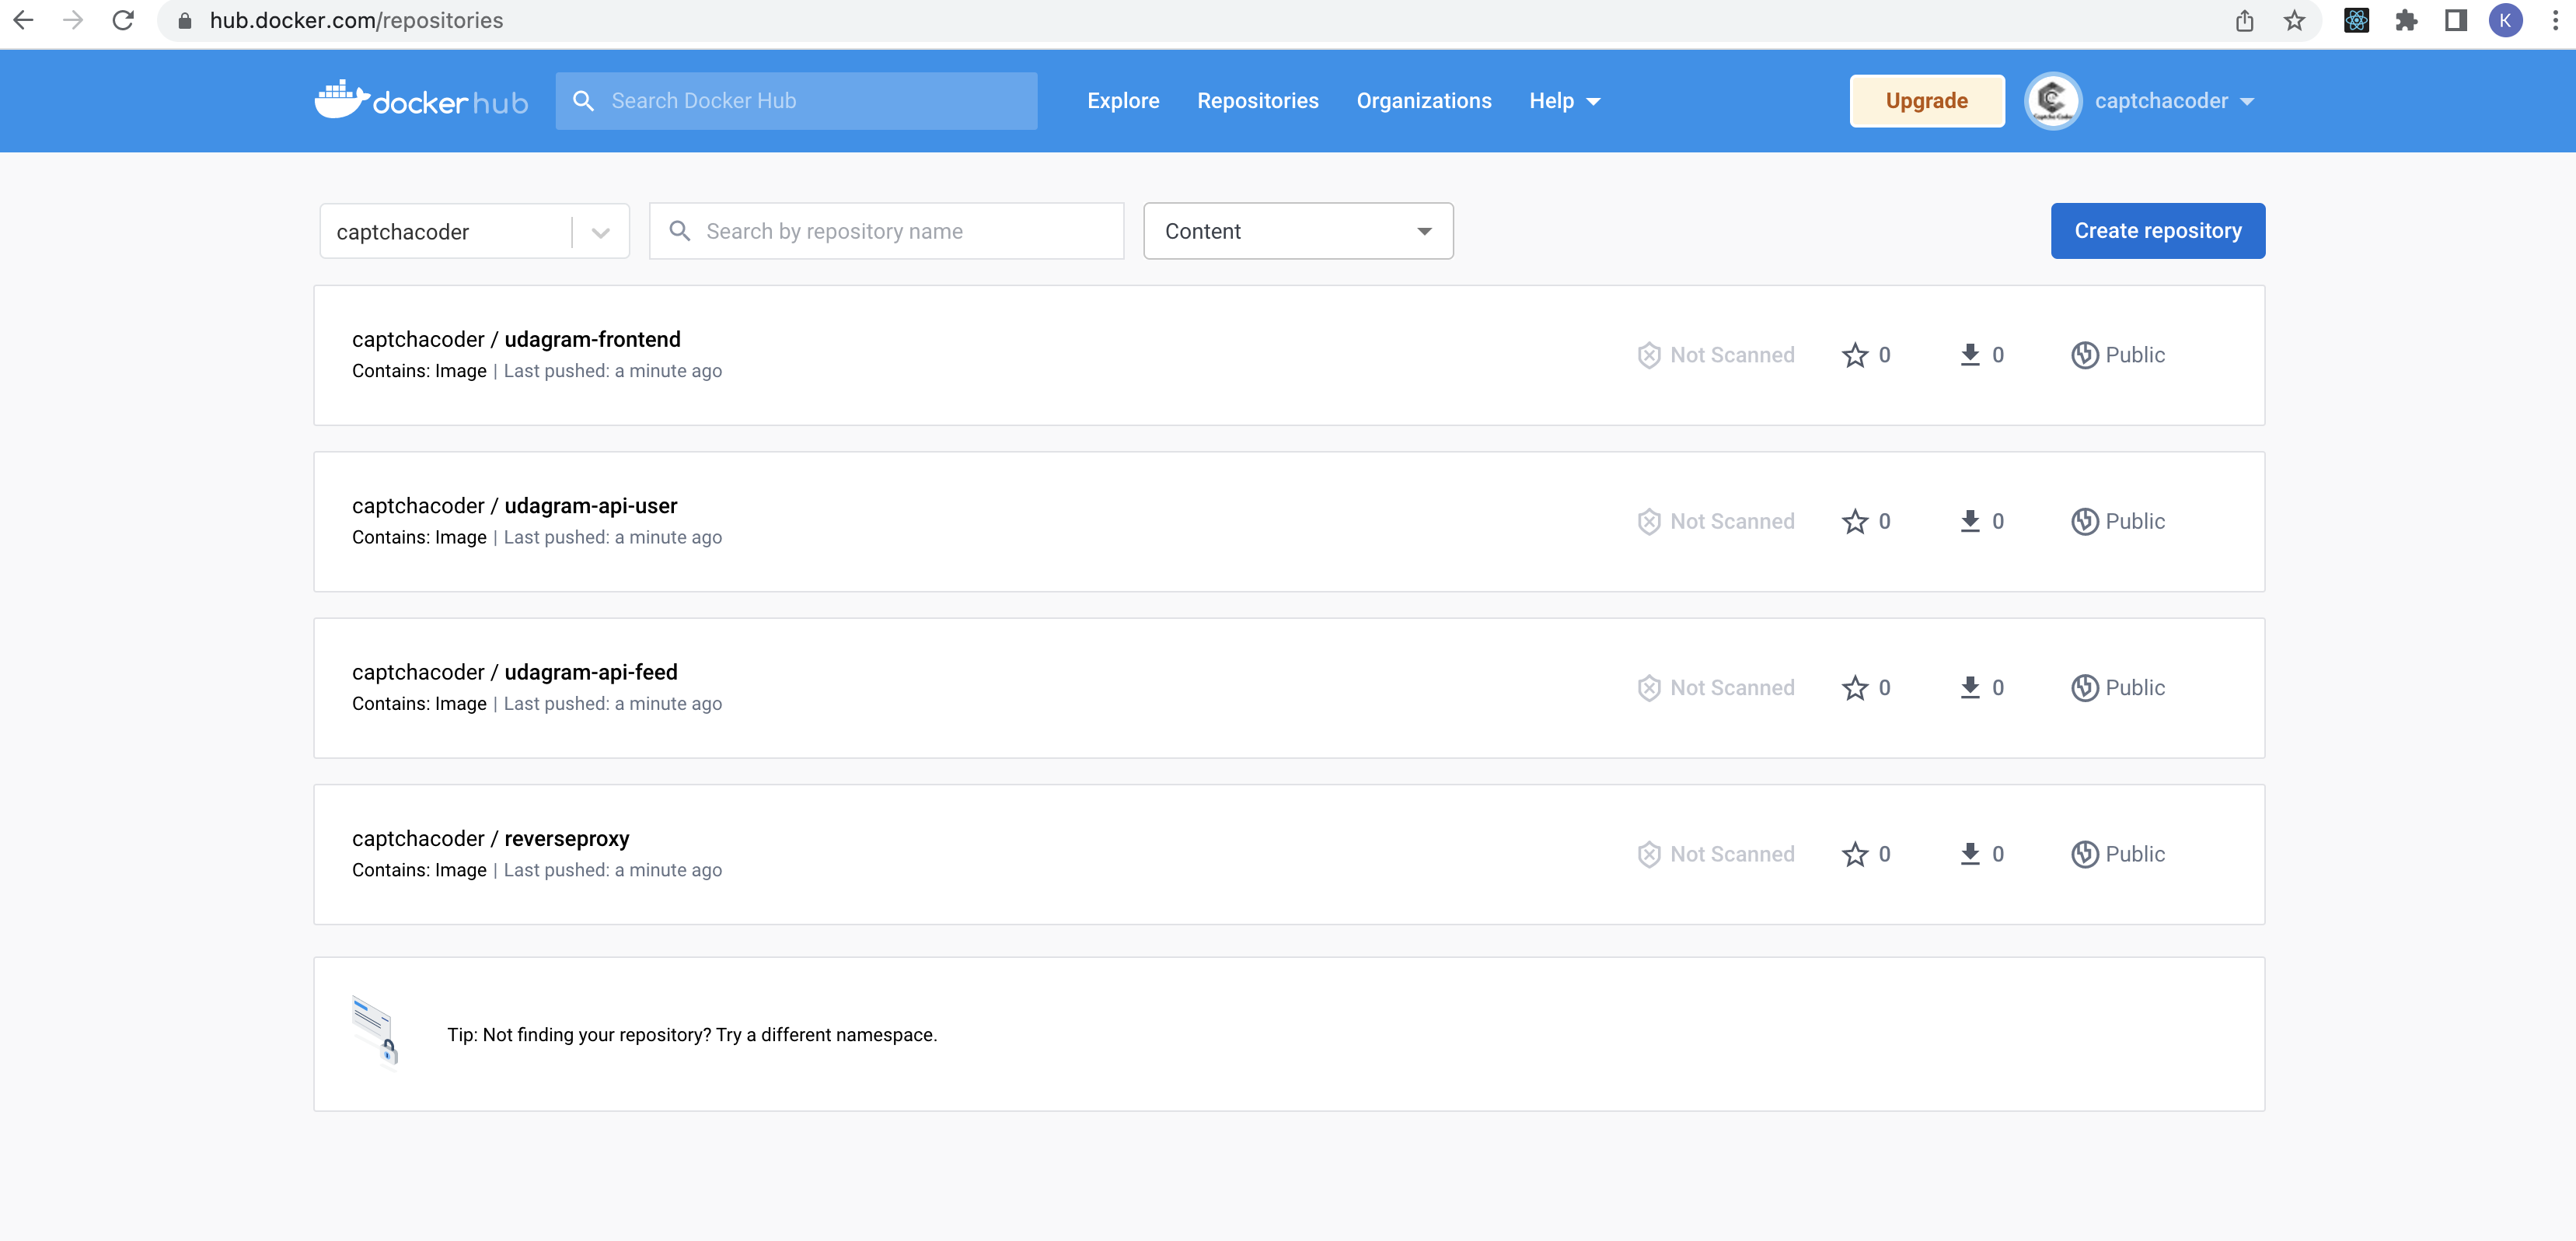 hub.docker.com/repositories
K
docker hub
Search Docker Hub
Explore
Repositories
Organizations
Help
Upgrade
Captcha Coder
captchacoder
captchacoder
Search by repository name
Content
Create repository
captchacoder / udagram-frontend
Contains: Image | Last pushed: a minute ago
Not Scanned
0
0
Public
captchacoder / udagram-api-user
Contains: Image | Last pushed: a minute ago
Not Scanned
0
0
Public
captchacoder / udagram-api-feed
Contains: Image | Last pushed: a minute ago
Not Scanned
0
0
Public
captchacoder / reverseproxy
Contains: Image | Last pushed: a minute ago
Not Scanned
0
0
Public
Tip: Not finding your repository? Try a different namespace.